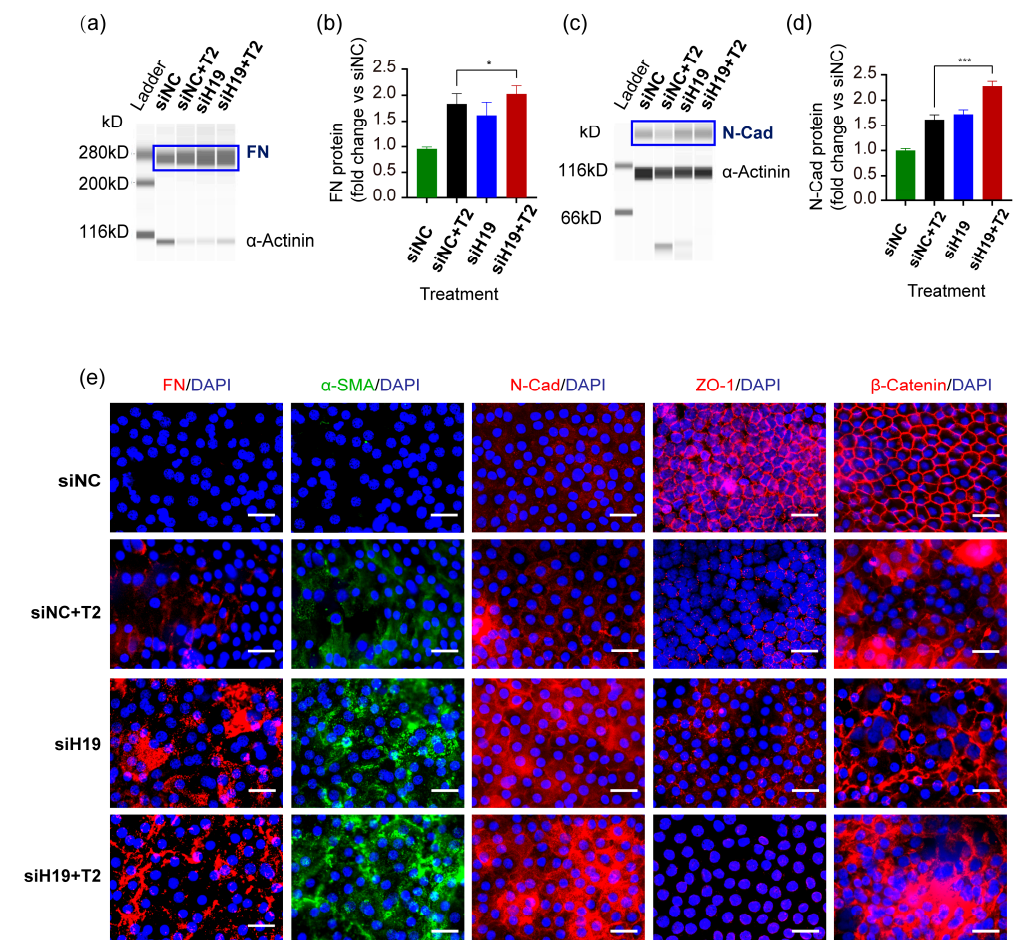 (a)
Ladder
siNC
siNC+T2
siH19
siH19+T2
kD
280kD
FN
200kD
116kD
α-Actinin
(b)
FN protein
(fold change vs siNC)
2.5
2.0
1.5
1.0
0.5
0.0
*
siNC
siNC+T2
siH19
siH19+T2
Treatment
(c)
Ladder
siNC
siNC+T2
siH19
siH19+T2
kD
N-Cad
116kD
α-Actinin
66kD
(d)
N-Cad protein
(fold change vs siNC)
2.5
2.0
1.5
1.0
0.5
0.0
***
siNC
siNC+T2
siH19
siH19+T2
Treatment
(e)
FN/DAPI
α-SMA/DAPI
N-Cad/DAPI
ZO-1/DAPI
β-Catenin/DAPI
siNC
siNC+T2
siH19
siH19+T2